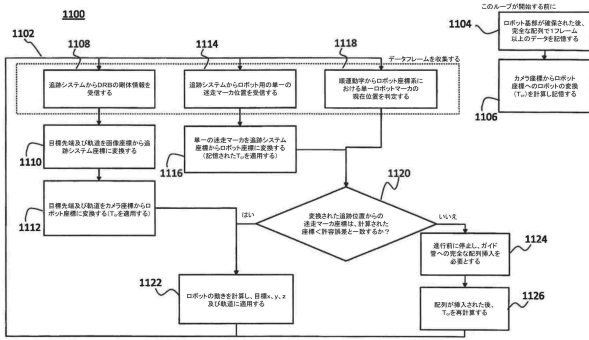 1100
このループが開始する前に
1104
ロボット基部が確保された後、
完全な配列で1フレーム
以上のデータを記憶する
カメラ座標からロボット
座標へのロボットの変換
(Tcr)を計算し記憶する
1106
1102
1108
1114
1118
データフレームを収集する
追跡システムからDRBの剛体情報を
受信する
追跡システムからロボット用の単一の
迷走マーカ位置を受信する
順運動学からロボット座標系に
おける単一ロボットマーカの
現在位置を判定する
1110
目標先端及び軌道を画像座標から追
跡システム座標に変換する
1116
単一の迷走マーカを追跡システム
座標からロボット座標に変換する
(記憶されたTcrを適用する)
1112
目標先端及び軌道をカメラ座標からロ
ボット座標に変換する(Tcrを適用する)
1120
変換された追跡位置からの
迷走マーカ座標は、計算された
座標<許容誤差と一致するか?
はい
いいえ
1122
ロボットの動きを計算し、目標x、y、z
及び軌道に適用する
1124
進行前に停止し、ガイド
管への完全な配列挿入を
必要とする
1126
配列が挿入された後、
Tcrを再計算する